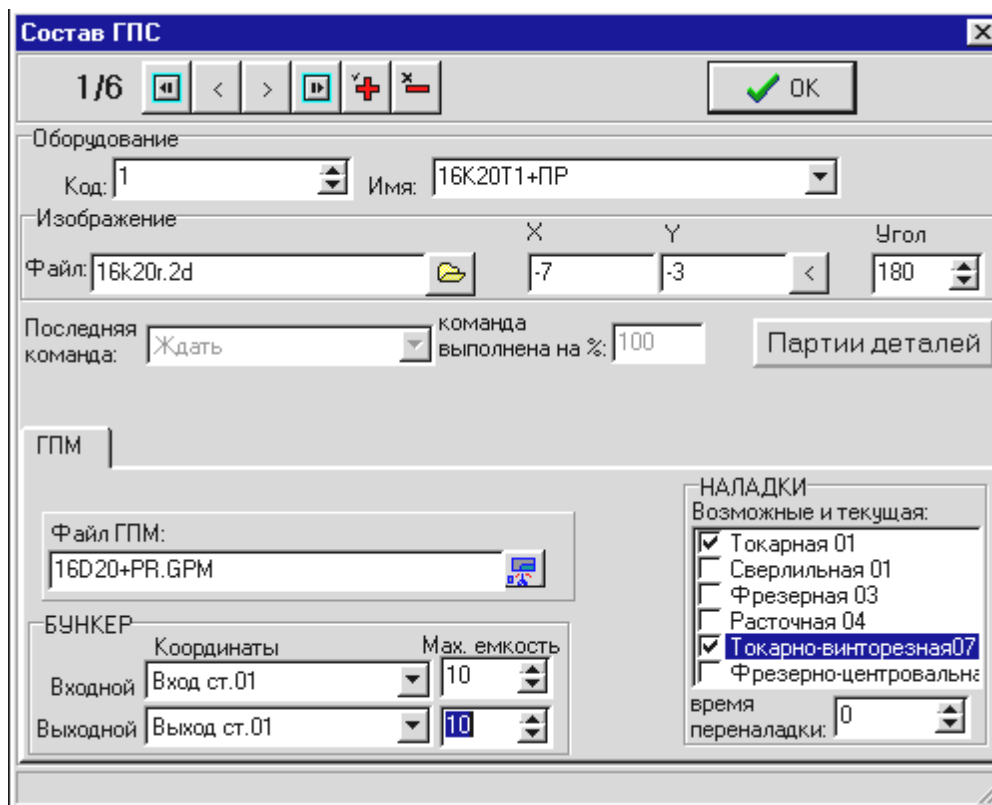 Состав ГПС
1/6 < > OK
Оборудование
Код: 1 Имя: 16К20Т1+ПР
Изображение
X Y Угол
Файл: 16k20r.2d -7 -3 < 180
Последняя команда
команда: Ждать выполнена на %: 100 Партии деталей
ГПМ
НАЛАДКИ
Возможные и текущая:
Файл ГПМ:
16D20+PR.GPM
Токарная 01
Сверлильная 01
Фрезерная 03
Расточная 04
Токарно-винторезная07
Фрезерно-центровальна
БУНКЕР
Координаты Мах. емкость
Входной Вход ст.01 10
Выходной Выход ст.01 10
время
переналадки: 0